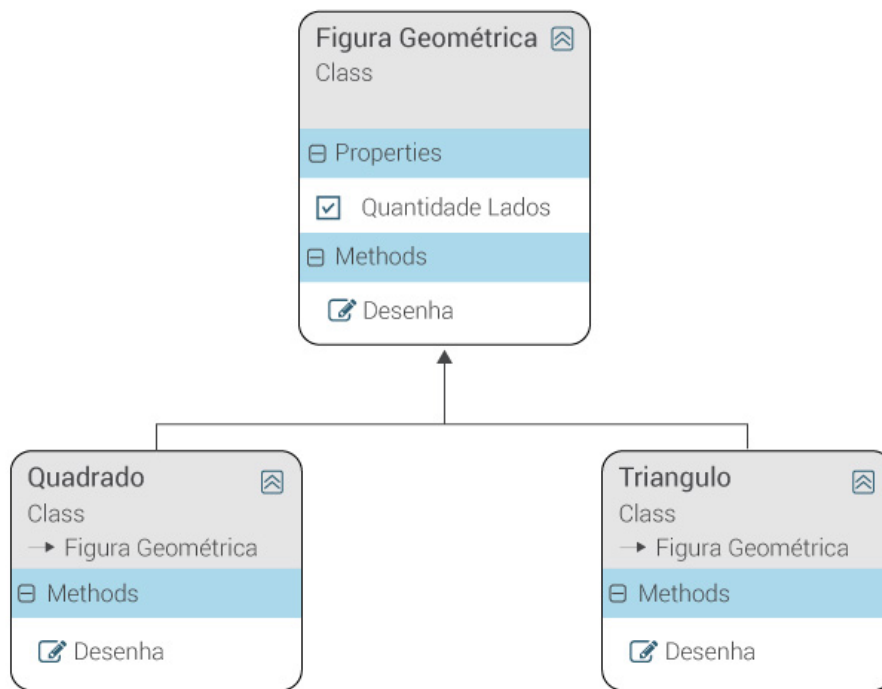 Figura Geométrica
Class
Properties
Quantidade Lados
Methods
Desenha
Quadrado
Class
Figura Geométrica
Methods
Desenha
Triangulo
Class
Figura Geométrica
Methods
Desenha